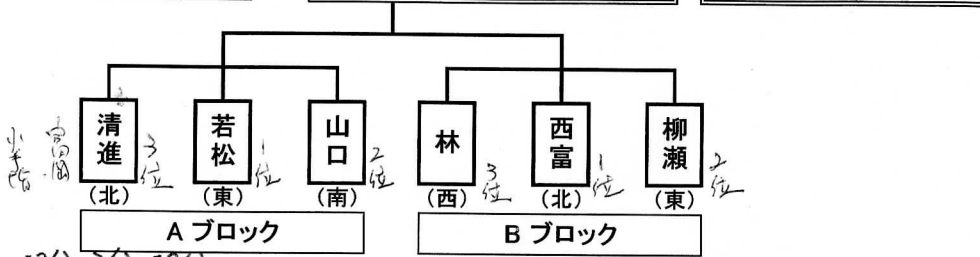 清進 3位 若松 1位 山口 2位 林 3位 西富 1位 柳瀬 2位
(北) (東) (南) (西) (北) (東)
Aブロック Bブロック